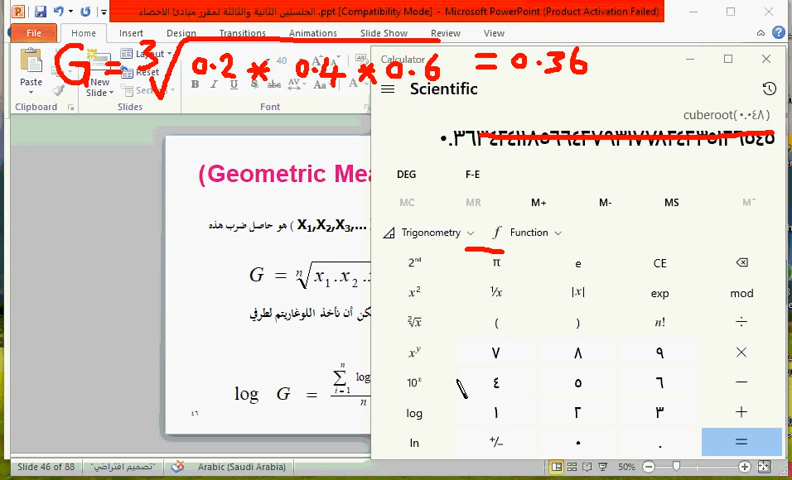 الجلستين الثانية والثالثة لمقرر مبادئ الاحصاء.ppt [Compatibility Mode] - Microsoft PowerPoint (Product Activation Failed)
File Home Insert Design Transitions Animations Slide Show
G = ³√0.2 * 0.4 * 0.6 = 0.36
Paste New Slide Layout Reset
Clipboard Slides
Calculator
Scientific
cuberoot(٠.٠٤٨)
DEG F-E
MC MR M+ M- MS M˅
Trigonometry f Function
2ⁿᵈ π e CE
x² ¹/x |x| exp mod
²√x ( ) n! ÷
xʸ ٧ ٨ ٩ ×
10ˣ ٤ ٥ ٦ −
log ١ ٢ ٣ +
ln +/− ٠ . =
(Geometric Mea
X₁,X₂,X₃,... ) هو حاصل ضرب هذه
G = ⁿ√x₁ . x₂ .
كن أن نأخذ اللوغاريتم لطرفي
log G = ∑ i=1 n log / n
٤٦
Slide 46 of 88 "تصميم افتراضي" Arabic (Saudi Arabia) 50%